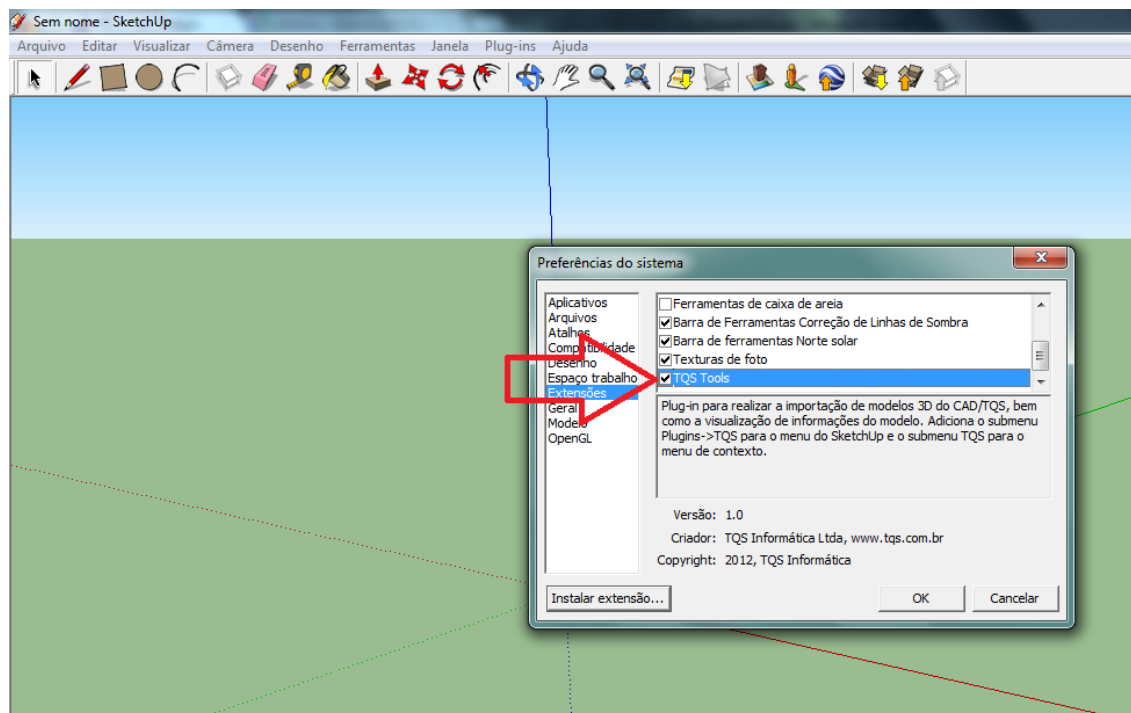 Sem nome - SketchUp
Arquivo Editar Visualizar Câmera Desenho Ferramentas Janela Plug-ins Ajuda
Preferências do sistema
Aplicativos
Arquivos
Atalhos
Compatibilidade
Desenho
Espaço trabalho
Extensões
Geral
Modelo
OpenGL
Ferramentas de caixa de areia
Barra de Ferramentas Correção de Linhas de Sombra
Barra de ferramentas Norte solar
Texturas de foto
TQS Tools
Plug-in para realizar a importação de modelos 3D do CAD/TQS, bem
como a visualização de informações do modelo. Adiciona o submenu
Plugins->TQS para o menu do SketchUp e o submenu TQS para o
menu de contexto.
Versão: 1.0
Criador: TQS Informática Ltda, www.tqs.com.br
Copyright: 2012, TQS Informática
Instalar extensão... OK Cancelar